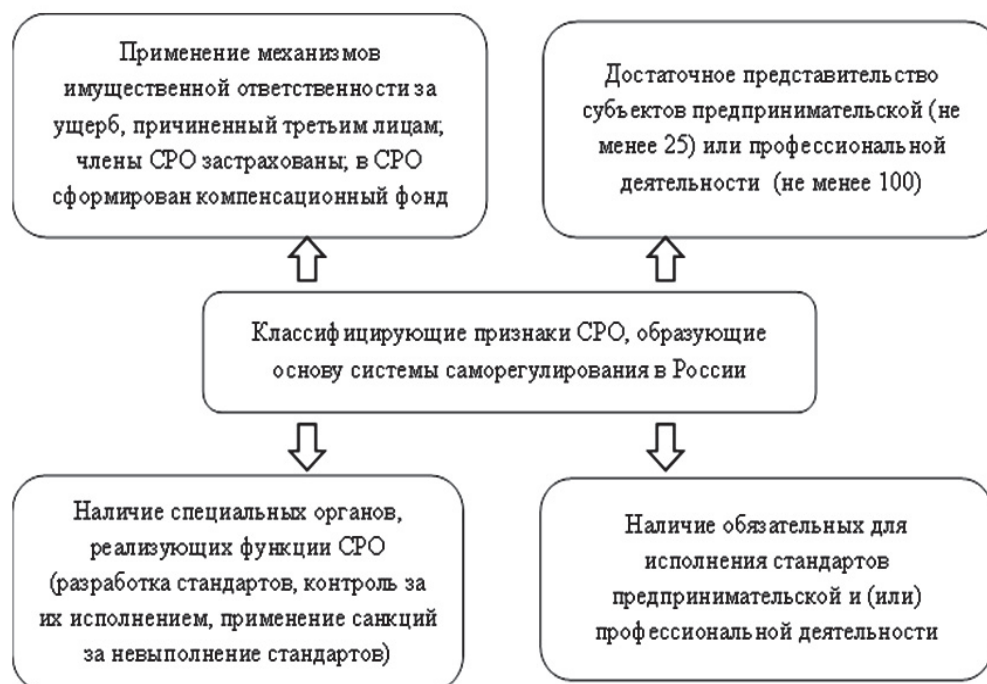 Применение механизмов
имущественной ответственности за
ущерб, причиненный третьим лицам;
члены СРО застрахованы; в СРО
сформирован компенсационный фонд
Достаточное представительство
субъектов предпринимательской (не
менее 25) или профессиональной
деятельности (не менее 100)
Классифицирующие признаки СРО, образующие
основу системы саморегулирования в России
Наличие специальных органов,
реализующих функции СРО
(разработка стандартов, контроль за
их исполнением, применение санкций
за невыполнение стандартов)
Наличие обязательных для
исполнения стандартов
предпринимательской и (или)
профессиональной деятельности